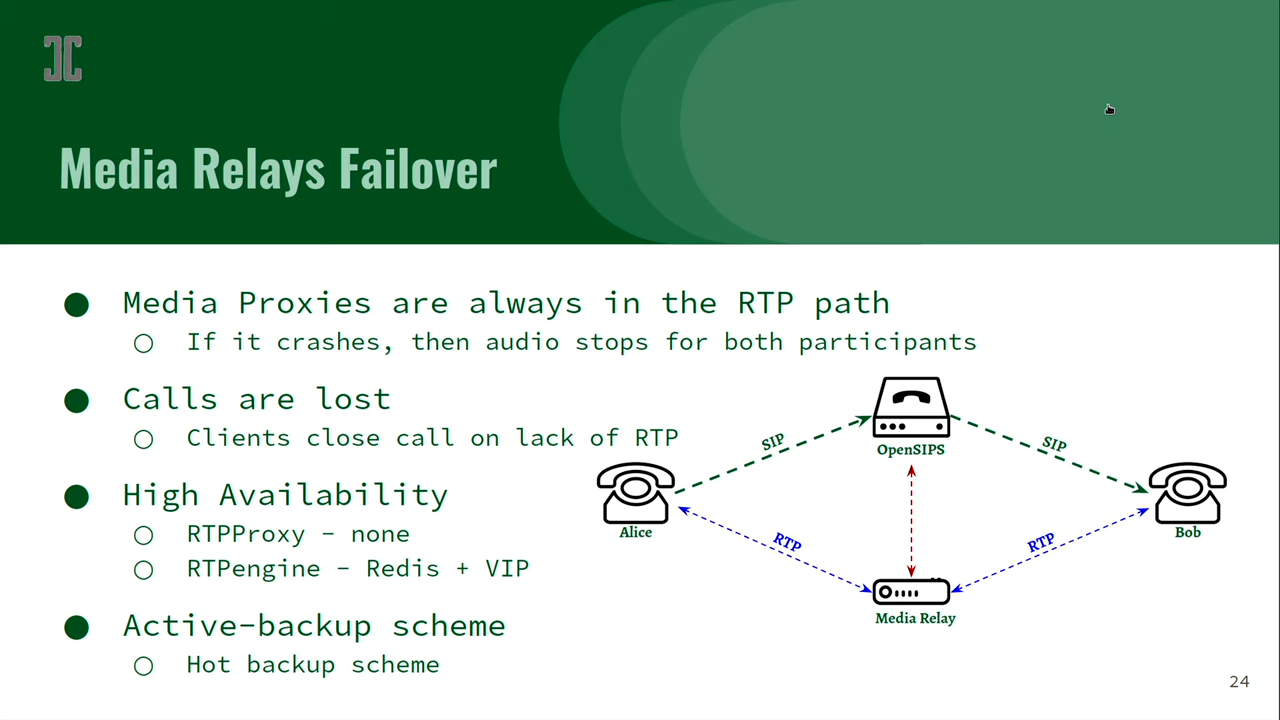 Media Relays Failover
● Media Proxies are always in the RTP path
○ If it crashes, then audio stops for both participants
● Calls are lost
○ Clients close call on lack of RTP
● High Availability
○ RTPProxy - none
○ RTPengine - Redis + VIP
● Active-backup scheme
○ Hot backup scheme
SIP
OpenSIPS
SIP
Alice
Bob
RTP
RTP
Media Relay
24